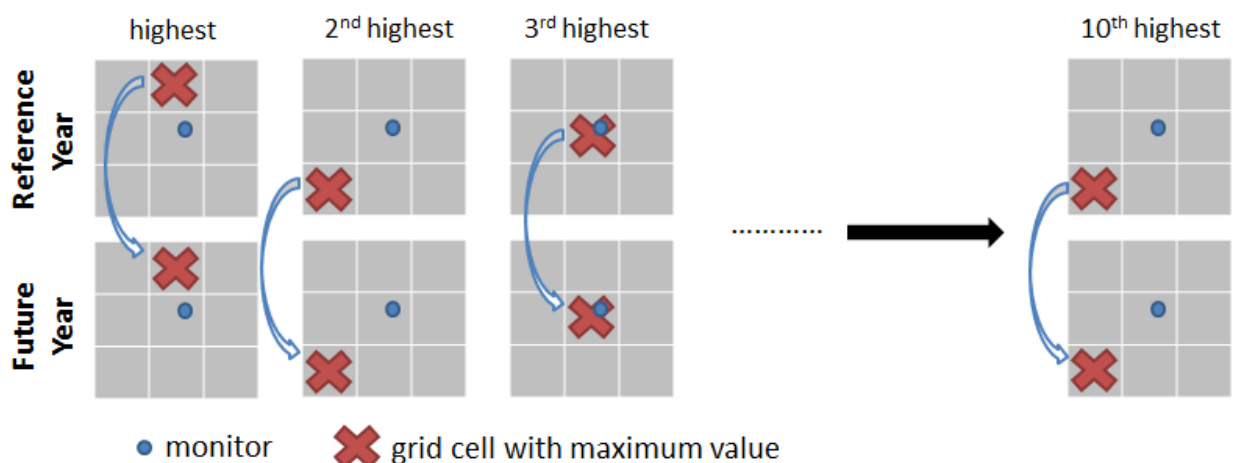 highest
2nd highest
3rd highest
10th highest
Reference
Year
............
Future
Year
monitor
grid cell with maximum value